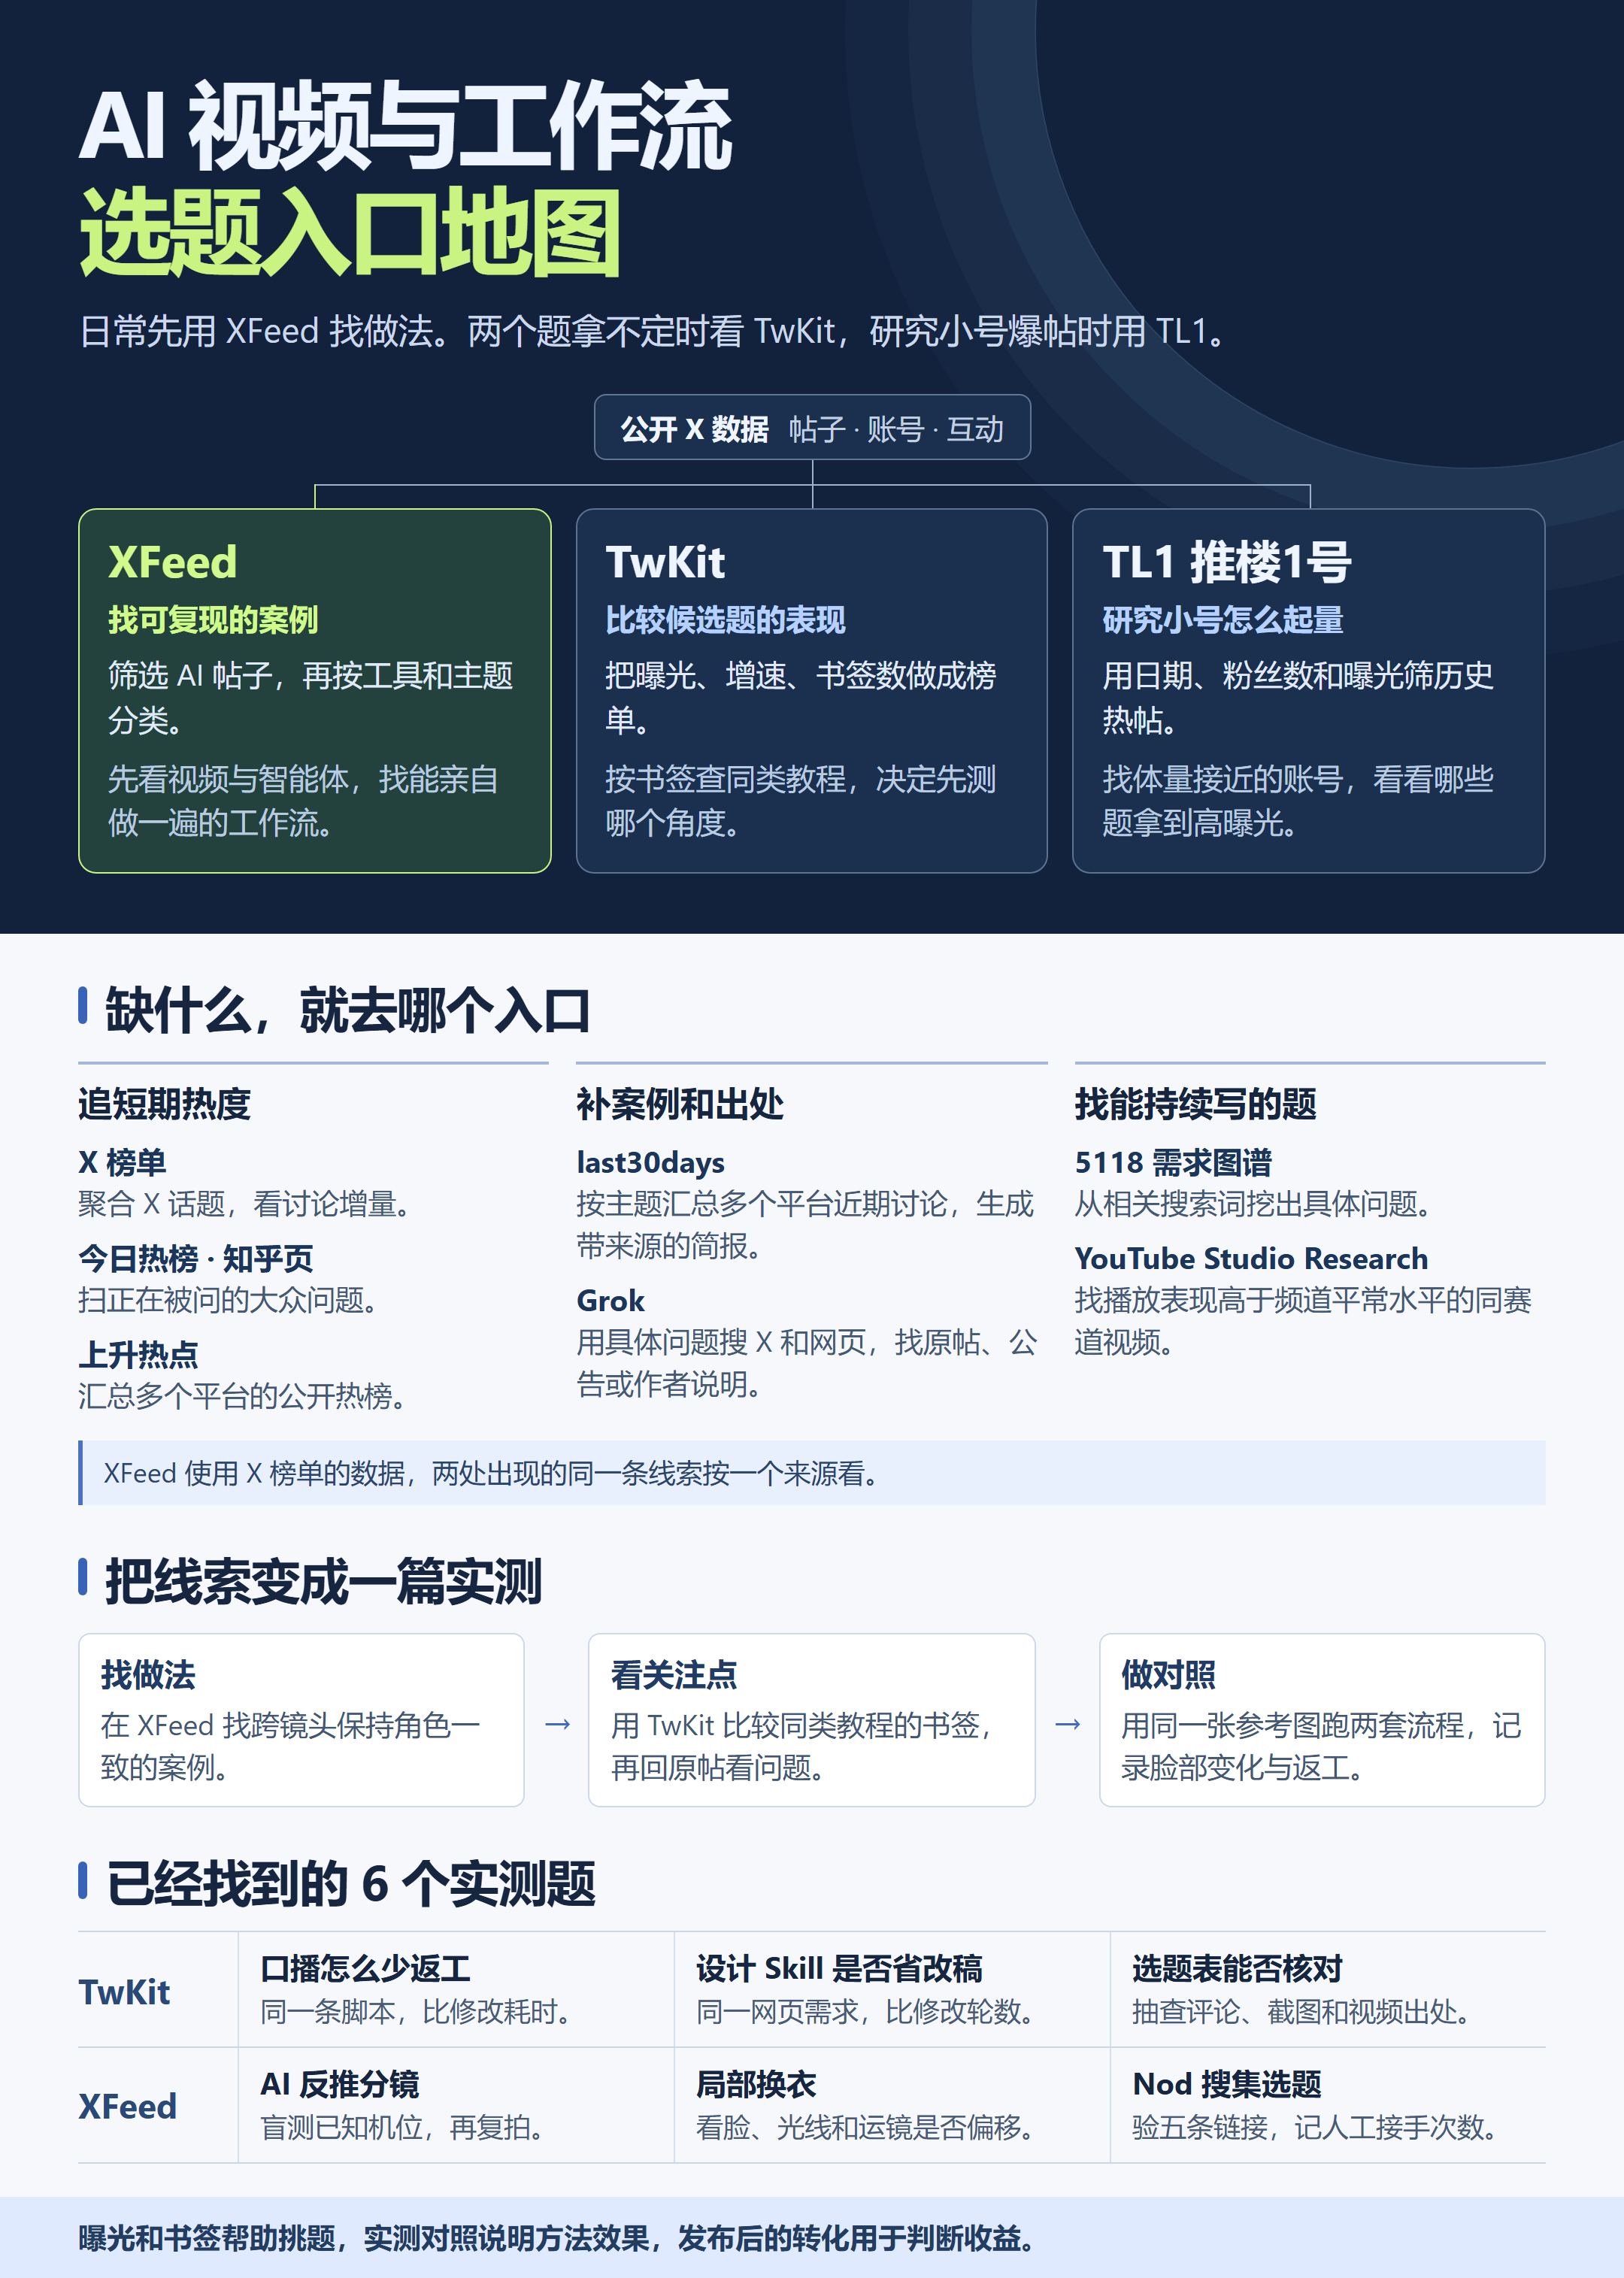 AI 视频与工作流
选题入口地图
日常先用 XFeed 找做法。两个题拿不定时看 TwKit，研究小号爆帖时用 TL1。
公开 X 数据 帖子 · 账号 · 互动
XFeed
找可复现的案例
筛选 AI 帖子，再按工具和主题
分类。
先看视频与智能体，找能亲自
做一遍的工作流。
TwKit
比较候选题的表现
把曝光、增速、书签数做成榜
单。
按书签查同类教程，决定先测
哪个角度。
TL1 推楼1号
研究小号怎么起量
用日期、粉丝数和曝光筛历史
热帖。
找体量接近的账号，看看哪些
题拿到高曝光。
缺什么，就去哪个入口
追短期热度
X 榜单
聚合 X 话题，看讨论增量。
今日热榜 · 知乎页
扫正在被问的大众问题。
上升热点
汇总多个平台的公开热榜。
补案例和出处
last30days
按主题汇总多个平台近期讨论，生成
带来源的简报。
Grok
用具体问题搜 X 和网页，找原帖、公
告或作者说明。
找能持续写的题
5118 需求图谱
从相关搜索词挖出具体问题。
YouTube Studio Research
找播放表现高于频道平常水平的同赛
道视频。
XFeed 使用 X 榜单的数据，两处出现的同一条线索按一个来源看。
把线索变成一篇实测
找做法
在 XFeed 找跨镜头保持角色一
致的案例。
→
看关注点
用 TwKit 比较同类教程的书签，
再回原帖看问题。
→
做对照
用同一张参考图跑两套流程，记
录脸部变化与返工。
已经找到的 6 个实测题
TwKit
口播怎么少返工
同一条脚本，比修改耗时。
设计 Skill 是否省改稿
同一网页需求，比修改轮数。
选题表能否核对
抽查评论、截图和视频出处。
XFeed
AI 反推分镜
盲测已知机位，再复拍。
局部换衣
看脸、光线和运镜是否偏移。
Nod 搜集选题
验五条链接，记人工接手次数。
曝光和书签帮助挑题，实测对照说明方法效果，发布后的转化用于判断收益。